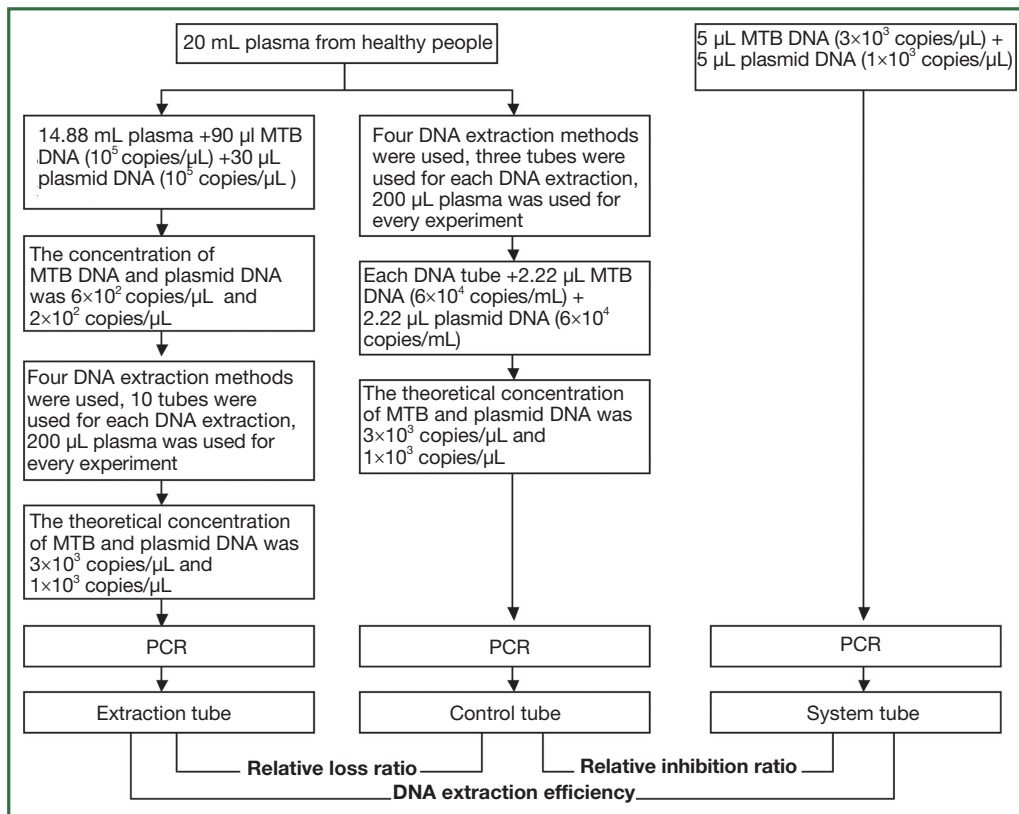 20 mL plasma from healthy people
5 µL MTB DNA (3×10³ copies/µL) +
5 µL plasmid DNA (1×10³ copies/µL)
14.88 mL plasma +90 µl MTB
DNA (10⁵ copies/µL) +30 µL
plasmid DNA (10⁵ copies/µL )
The concentration of
MTB DNA and plasmid DNA
was 6×10² copies/µL and
2×10² copies/µL
Four DNA extraction methods
were used, 10 tubes were
used for each DNA extraction,
200 µL plasma was used for
every experiment
The theoretical concentration
of MTB and plasmid DNA was
3×10³ copies/µL and
1×10³ copies/µL
Four DNA extraction methods
were used, three tubes were
used for each DNA extraction,
200 µL plasma was used for
every experiment
Each DNA tube +2.22 µL MTB
DNA (6×10⁴ copies/mL) +
2.22 µL plasmid DNA (6×10⁴
copies/mL)
The theoretical concentration
of MTB and plasmid DNA was
3×10³ copies/µL and
1×10³ copies/µL
PCR
PCR
PCR
Extraction tube
Control tube
System tube
Relative loss ratio
Relative inhibition ratio
DNA extraction efficiency